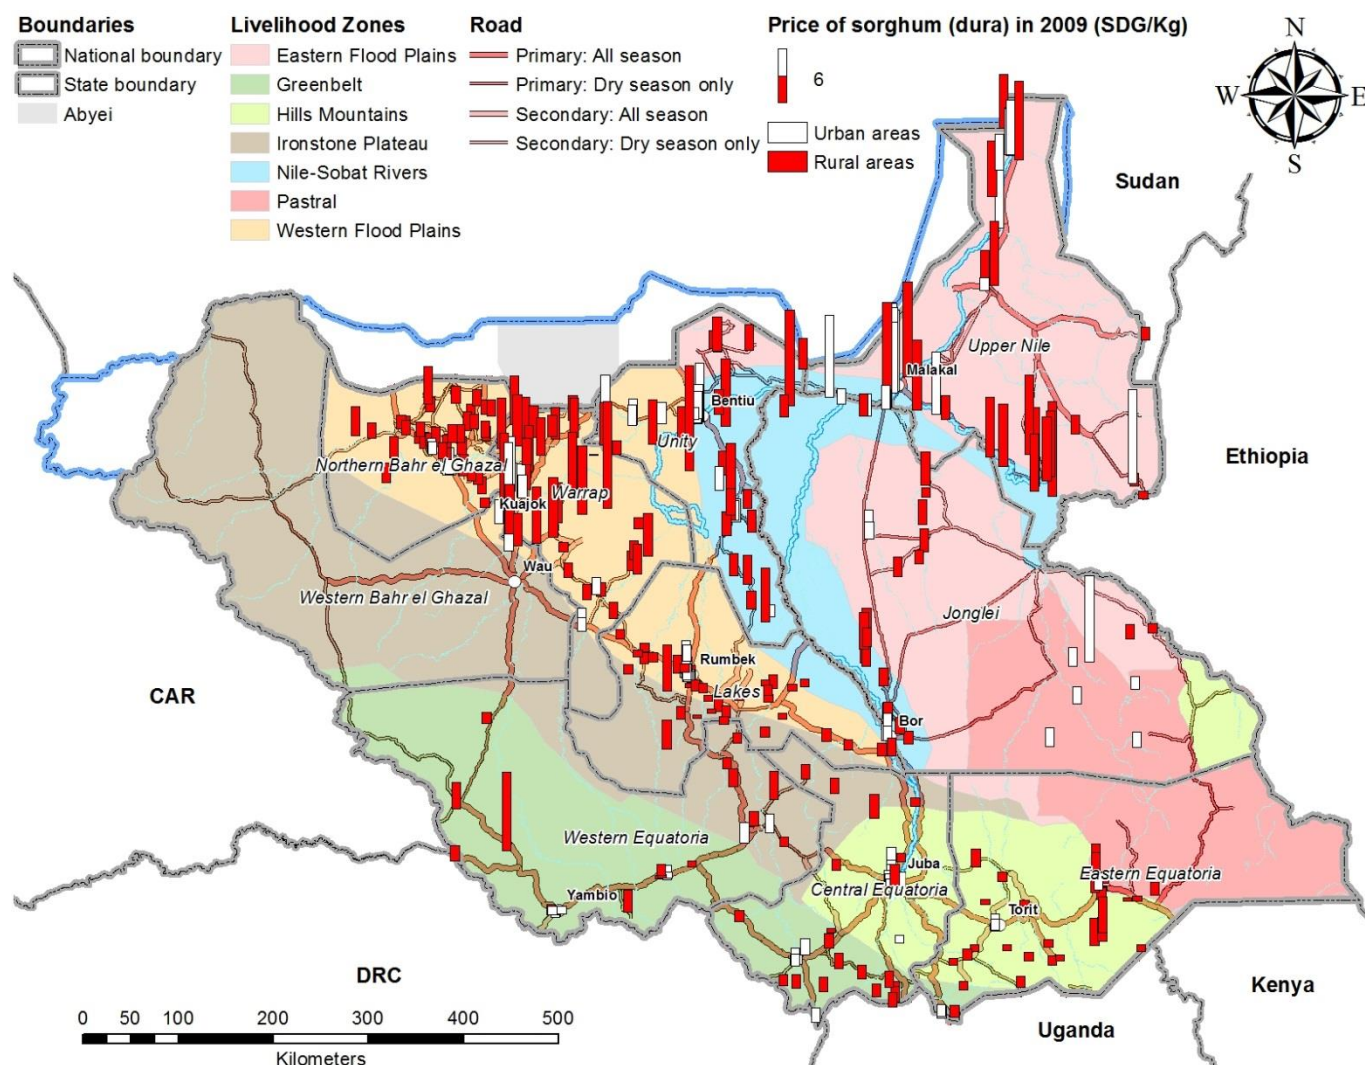 Boundaries
National boundary
State boundary
Abyei
Livelihood Zones
Eastern Flood Plains
Greenbelt
Hills Mountains
Ironstone Plateau
Nile-Sobat Rivers
Pastral
Western Flood Plains
Road
Primary: All season
Primary: Dry season only
Secondary: All season
Secondary: Dry season only
Price of sorghum (dura) in 2009 (SDG/Kg)
6
Urban areas
Rural areas
N
W E
S
Sudan
Upper Nile
Malakal
Bentiu
Unity
Ethiopia
Northern Bahr el Ghazal
Warrap
Kuajok
Wau
Western Bahr el Ghazal
Jonglei
Rumbek
Lakes
CAR
Bor
Western Equatoria
Juba
Central Equatoria
Eastern Equatoria
Yambio
Torit
DRC
Kenya
Uganda
0 50 100 200 300 400 500
Kilometers